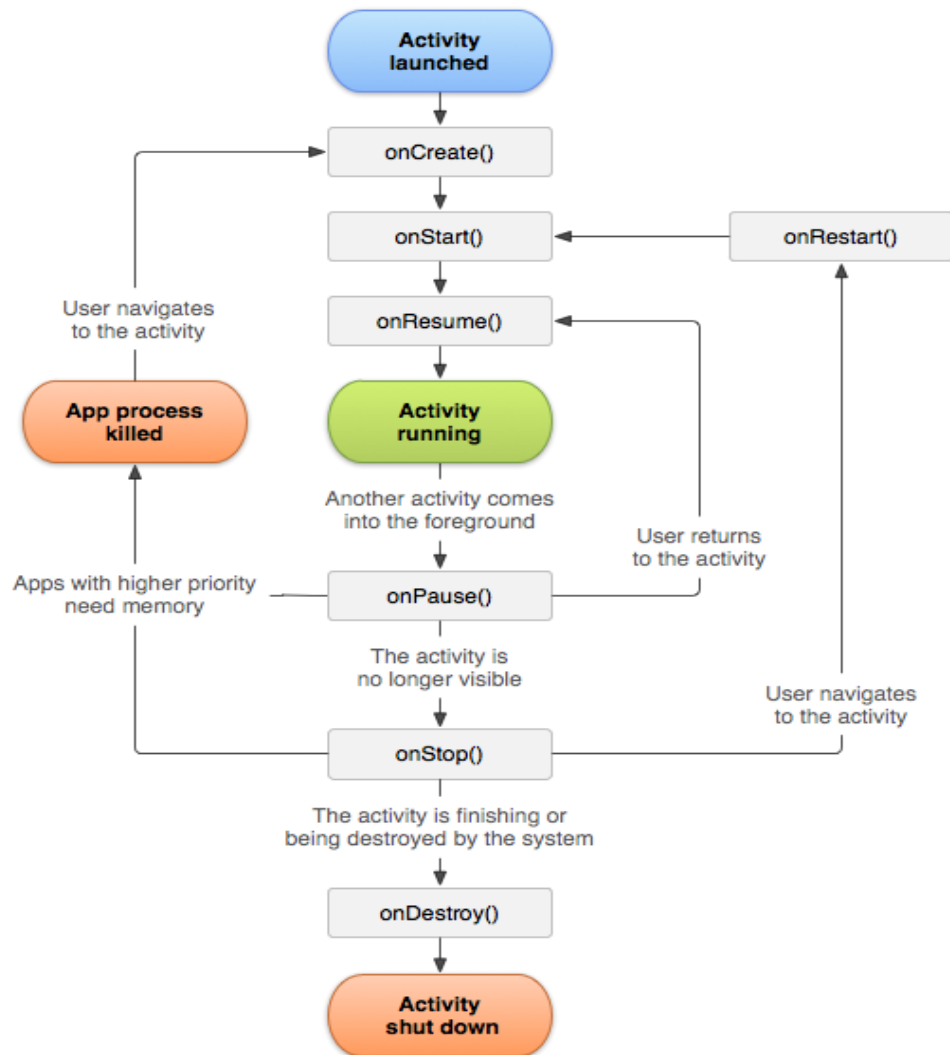 Activity
launched
onCreate()
onStart()
onRestart()
onResume()
User navigates
to the activity
App process
killed
Activity
running
Another activity comes
into the foreground
User returns
to the activity
Apps with higher priority
need memory
onPause()
The activity is
no longer visible
User navigates
to the activity
onStop()
The activity is finishing or
being destroyed by the system
onDestroy()
Activity
shut down